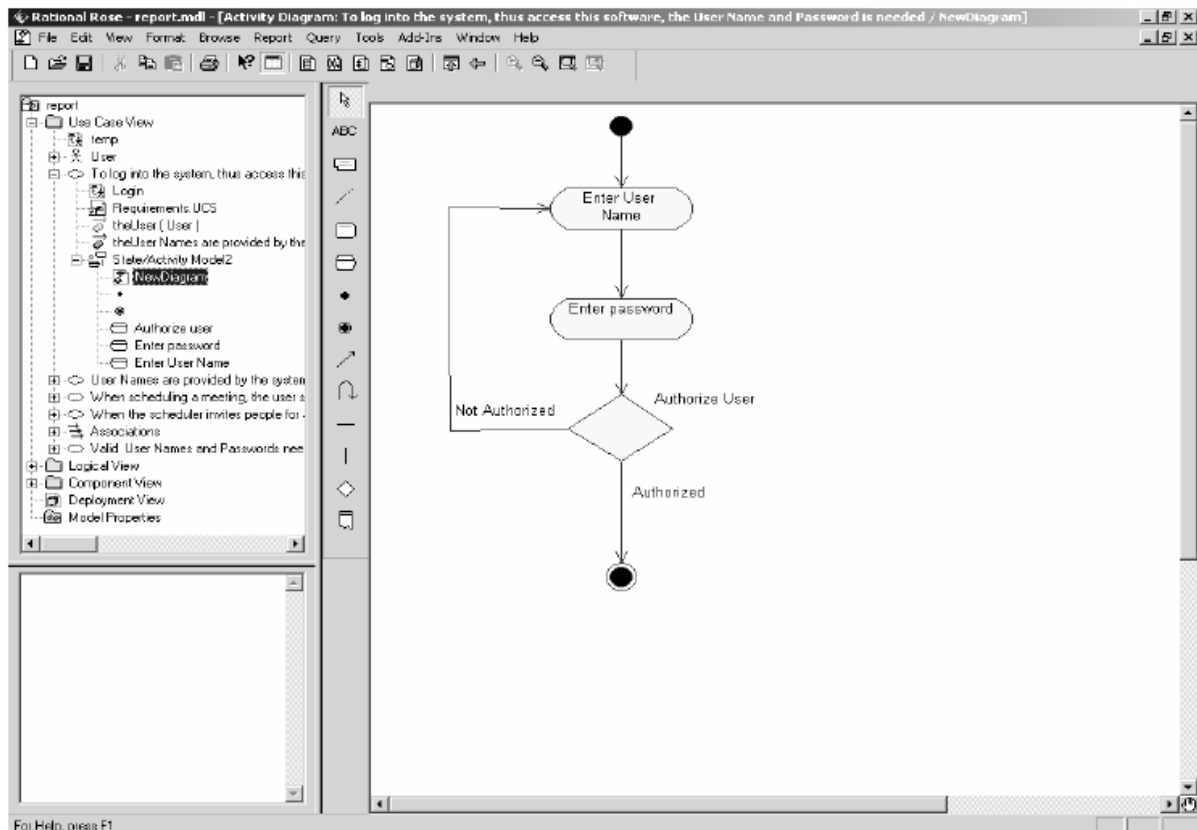 Rational Rose - report.mdl - [Activity Diagram: To log into the system, thus access this software, the User Name and Password is needed / NewDiagram]
File Edit View Format Browse Report Query Tools Add-Ins Window Help
report
Use Case View
temp
User
To log into the system, thus access this
Login
Requirements.UCS
theUser ( User )
theUser Names are provided by the
State/Activity Model2
NewDiagram
Authorize user
Enter password
Enter User Name
User Names are provided by the system
When scheduling a meeting, the user s
When the scheduler invites people for
Associations
Valid User Names and Passwords nee
Logical View
Component View
Deployment View
Model Properties
ABC
Enter User
Name
Enter password
Authorize User
Not Authorized
Authorized
For Help, press F1